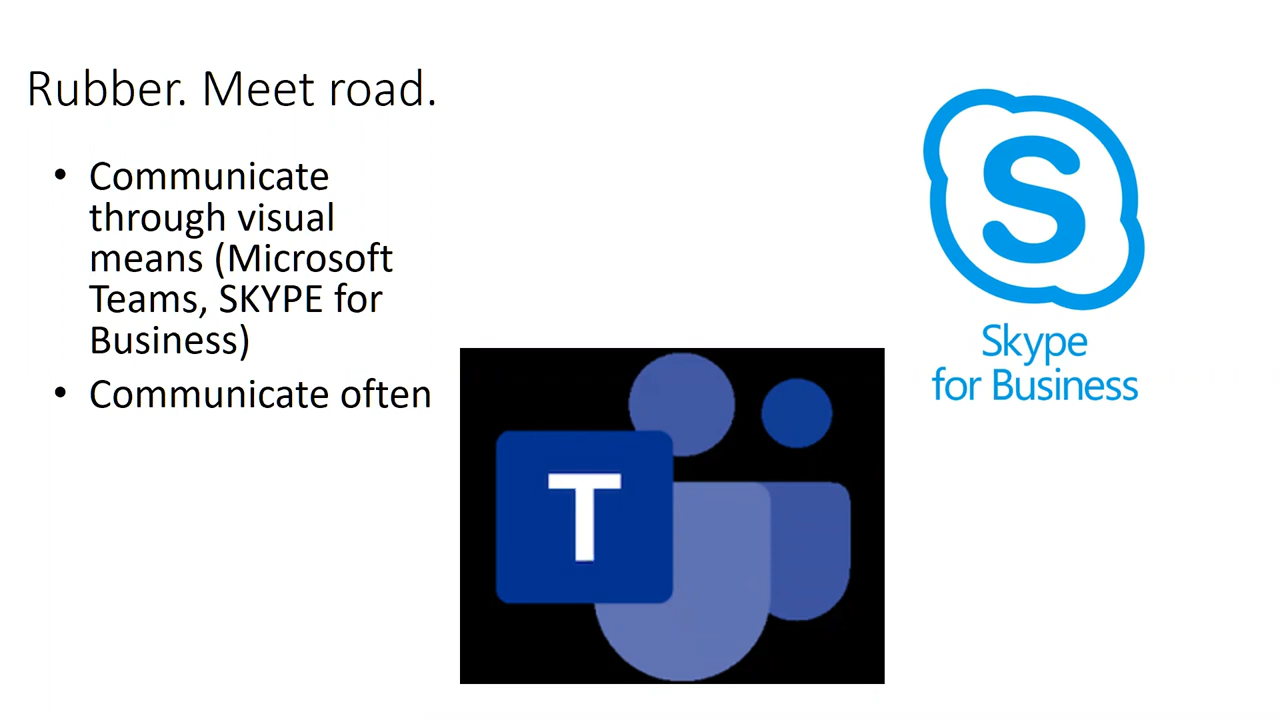 Rubber. Meet road.
• Communicate
through visual
means (Microsoft
Teams, SKYPE for
Business)
• Communicate often
S
Skype
for Business
T